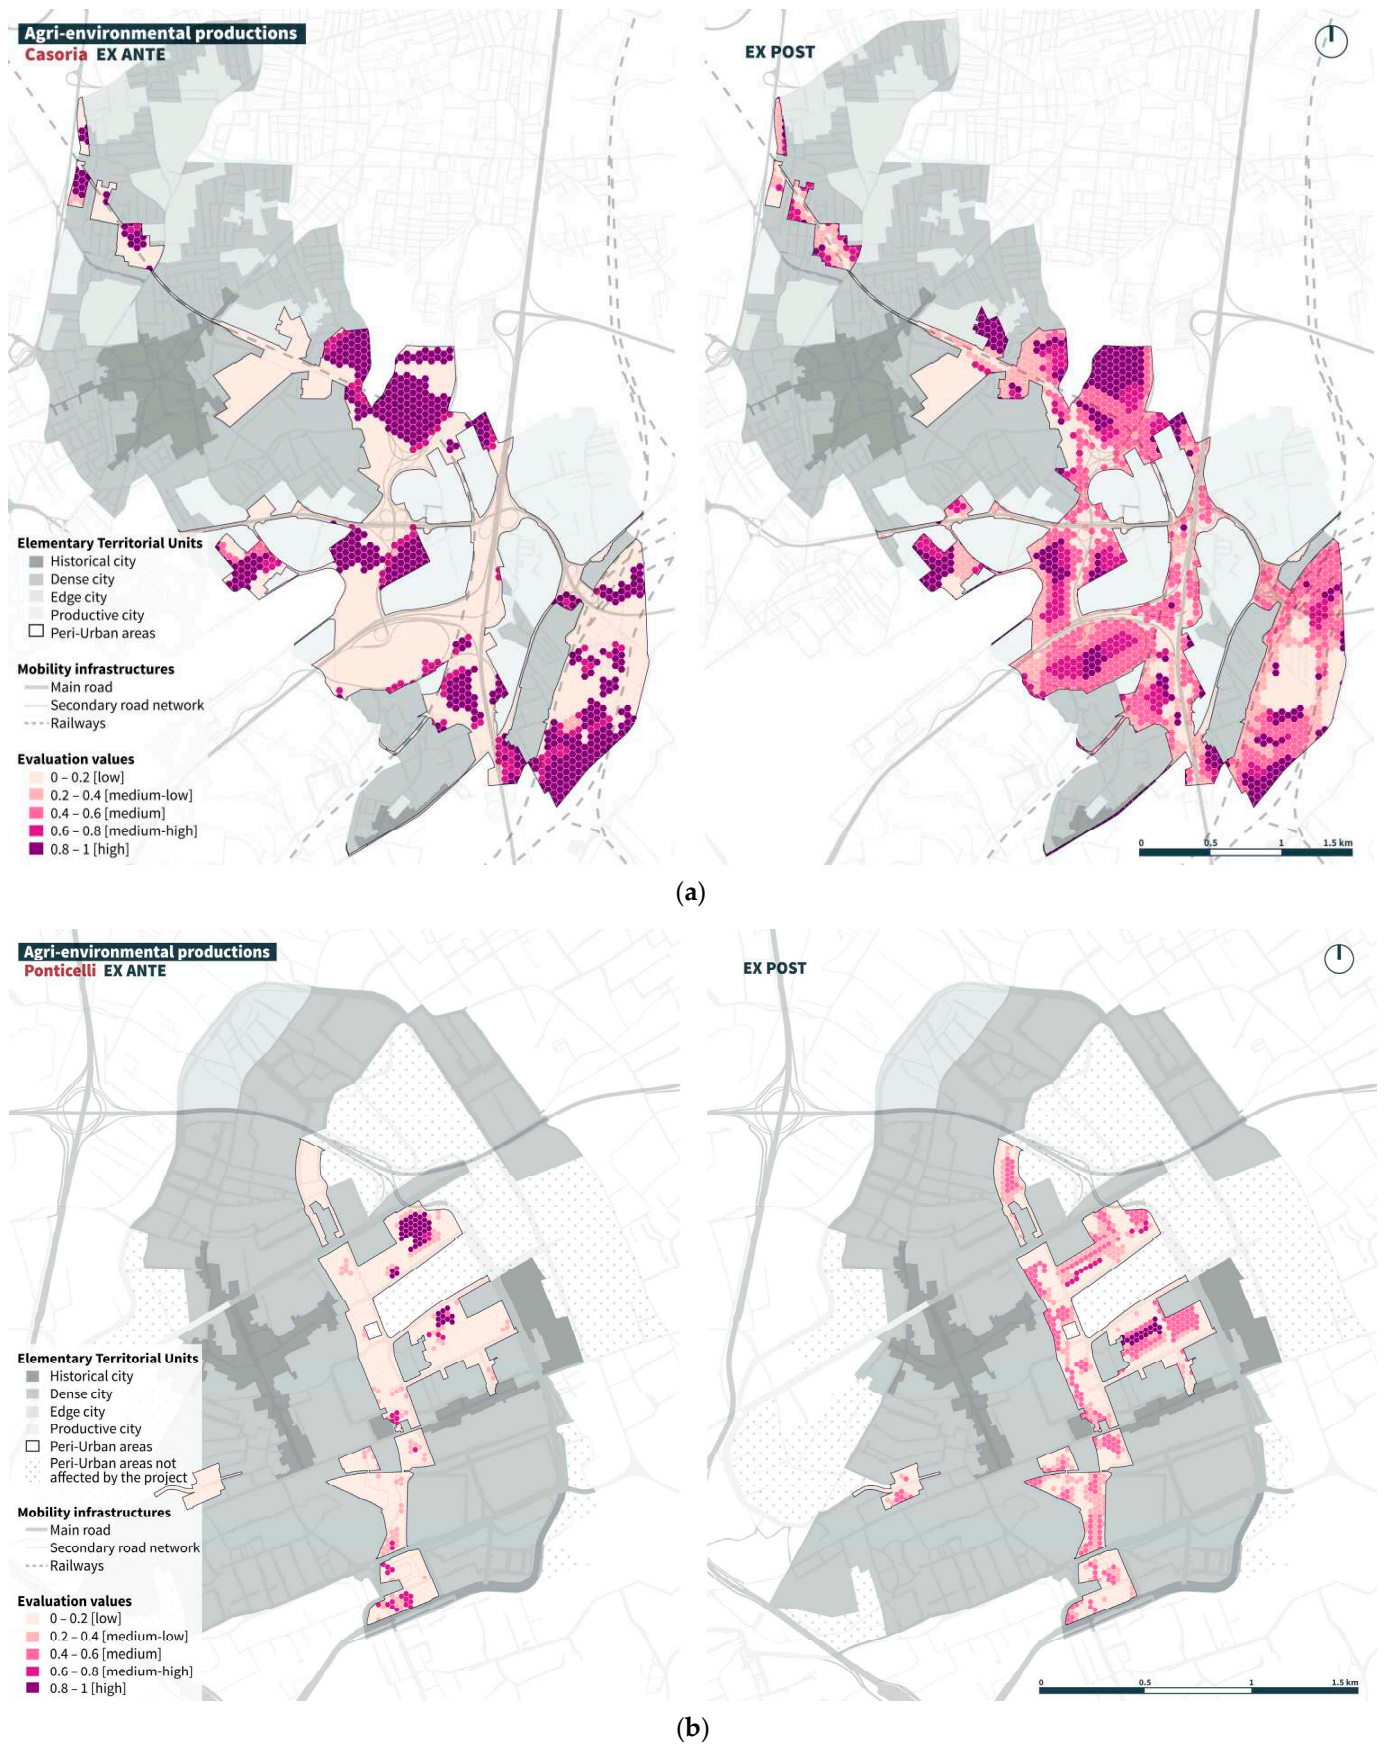 Agri-environmental productions
Casoria EX ANTE
EX POST
Elementary Territorial Units
Historical city
Dense city
Edge city
Productive city
Peri-Urban areas
Mobility infrastructures
Main road
Secondary road network
Railways
Evaluation values
0 – 0.2 [low]
0.2 – 0.4 [medium-low]
0.4 – 0.6 [medium]
0.6 – 0.8 [medium-high]
0.8 – 1 [high]
0 0.5 1 1.5 km
(a)
Agri-environmental productions
Ponticelli EX ANTE
EX POST
Elementary Territorial Units
Historical city
Dense city
Edge city
Productive city
Peri-Urban areas
Peri-Urban areas not
affected by the project
Mobility infrastructures
Main road
Secondary road network
Railways
Evaluation values
0 – 0.2 [low]
0.2 – 0.4 [medium-low]
0.4 – 0.6 [medium]
0.6 – 0.8 [medium-high]
0.8 – 1 [high]
0 0.5 1 1.5 km
(b)